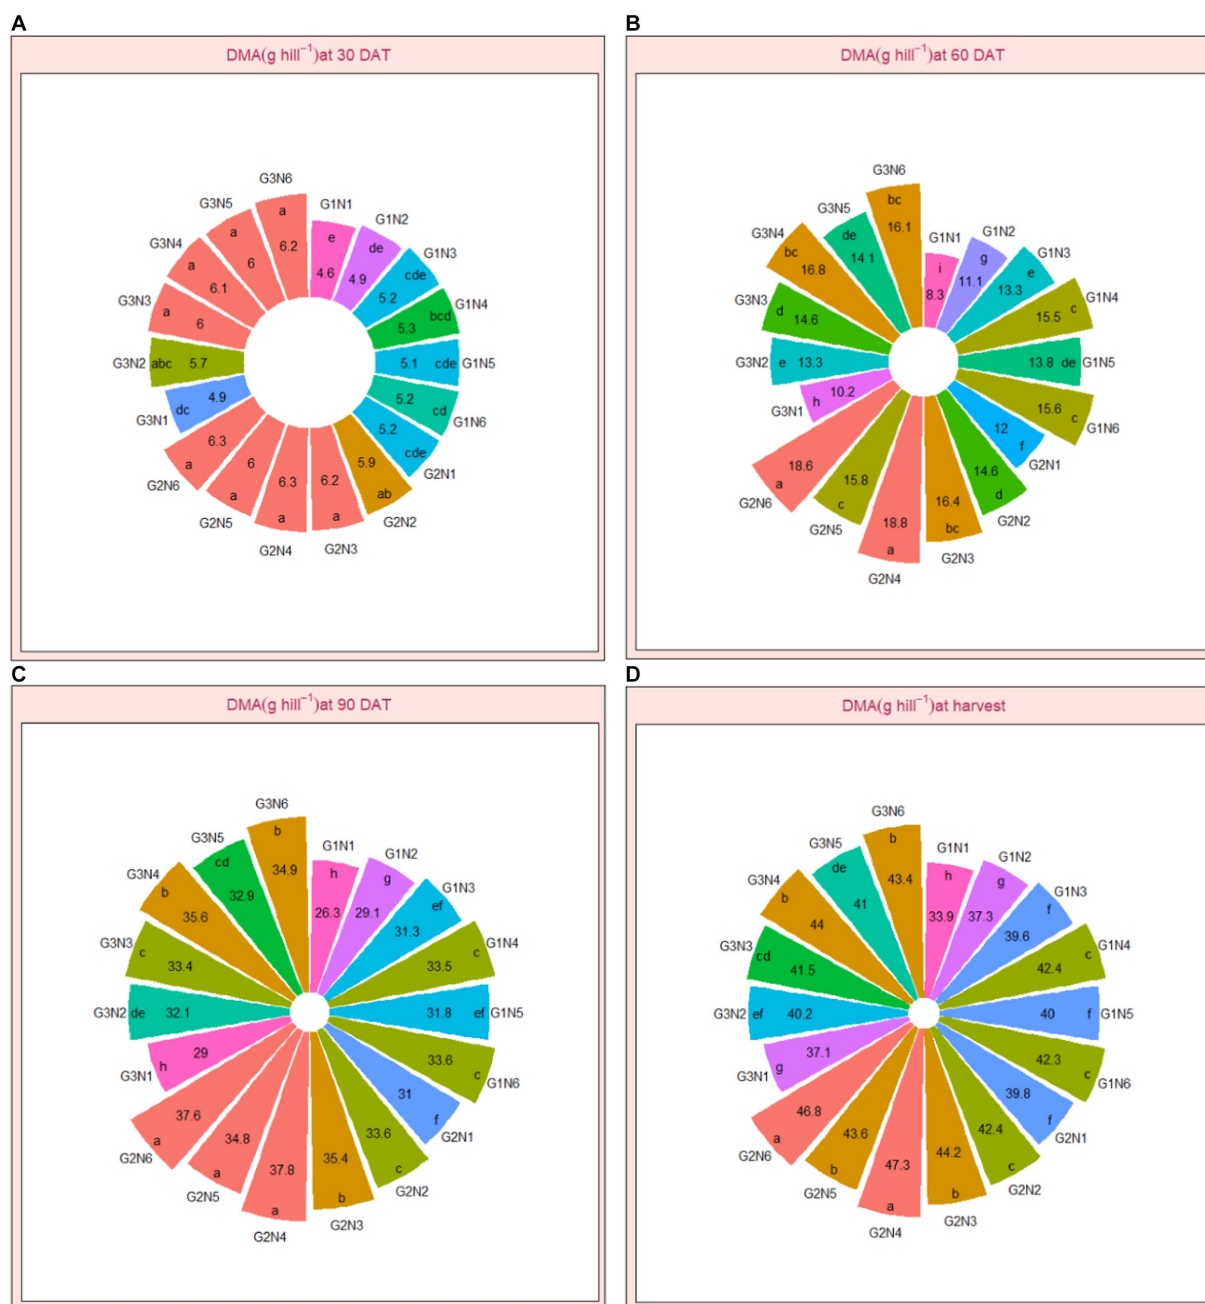 A
DMA(g hill⁻¹)at 30 DAT
G1N1 e 4.6
G1N2 de 4.9
G1N3 cde 5.2
G1N4 bcd 5.3
G1N5 cde 5.1
G1N6 cd 5.2
G2N1 cde 5.2
G2N2 ab 5.9
G2N3 a 6.2
G2N4 a 6.3
G2N5 a 6
G2N6 a 6.3
G3N1 dc 4.9
G3N2 abc 5.7
G3N3 a 6
G3N4 a 6.1
G3N5 a 6
G3N6 a 6.2
B
DMA(g hill⁻¹)at 60 DAT
G1N1 i 8.3
G1N2 g 11.1
G1N3 e 13.3
G1N4 c 15.5
G1N5 de 13.8
G1N6 c 15.6
G2N1 f 12
G2N2 d 14.6
G2N3 bc 16.4
G2N4 a 18.8
G2N5 c 15.8
G2N6 a 18.6
G3N1 h 10.2
G3N2 e 13.3
G3N3 d 14.6
G3N4 bc 16.8
G3N5 de 14.1
G3N6 bc 16.1
C
DMA(g hill⁻¹)at 90 DAT
G1N1 h 26.3
G1N2 g 29.1
G1N3 ef 31.3
G1N4 c 33.5
G1N5 ef 31.8
G1N6 c 33.6
G2N1 f 31
G2N2 c 33.6
G2N3 b 35.4
G2N4 a 37.8
G2N5 a 34.8
G2N6 a 37.6
G3N1 h 29
G3N2 de 32.1
G3N3 c 33.4
G3N4 b 35.6
G3N5 cd 32.9
G3N6 b 34.9
D
DMA(g hill⁻¹)at harvest
G1N1 h 33.9
G1N2 g 37.3
G1N3 f 39.6
G1N4 c 42.4
G1N5 f 40
G1N6 c 42.3
G2N1 f 39.8
G2N2 c 42.4
G2N3 b 44.2
G2N4 a 47.3
G2N5 b 43.6
G2N6 a 46.8
G3N1 g 37.1
G3N2 ef 40.2
G3N3 cd 41.5
G3N4 b 44
G3N5 de 41
G3N6 b 43.4